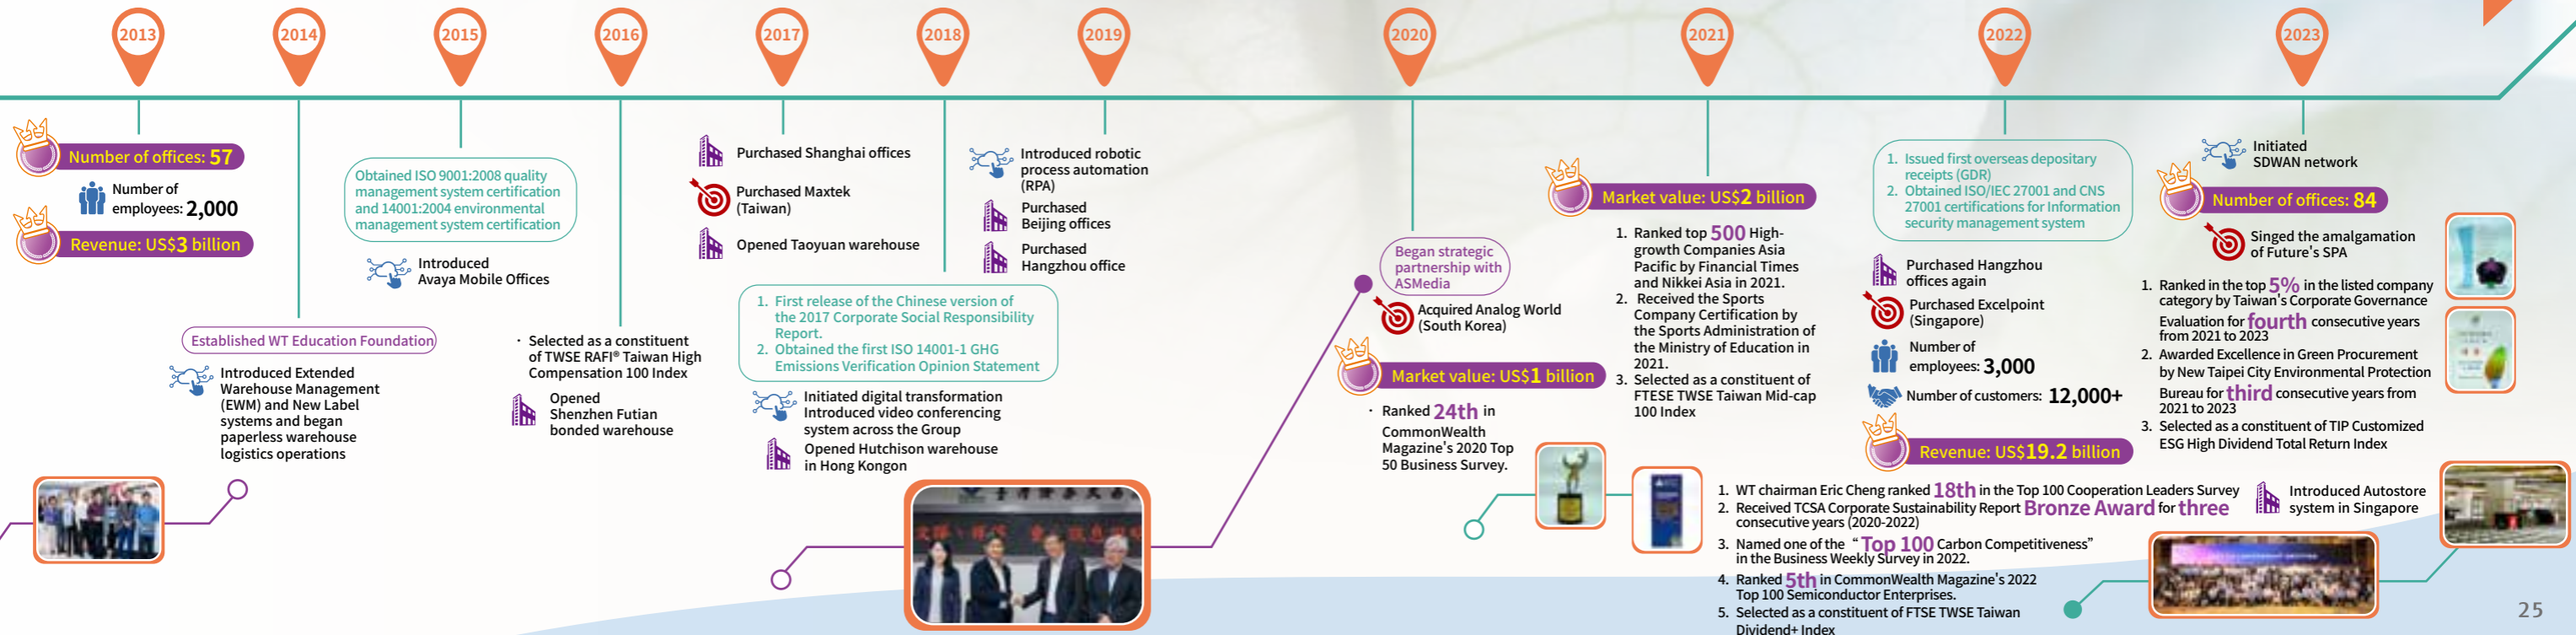 2013
2014
2015
2016
2017
2018
2019
2020
2021
2022
2023
Number of offices: 57
Number of
employees: 2,000
Revenue: US$3 billion
Established WT Education Foundation
Introduced Extended
Warehouse Management
(EWM) and New Label
systems and began
paperless warehouse
logistics operations
Obtained ISO 9001:2008 quality
management system certification
and 14001:2004 environmental
management system certification
Introduced
Avaya Mobile Offices
· Selected as a constituent
of TWSE RAFI® Taiwan High
Compensation 100 Index
Opened
Shenzhen Futian
bonded warehouse
Purchased Shanghai offices
Purchased Maxtek
(Taiwan)
Opened Taoyuan warehouse
1. First release of the Chinese version of
the 2017 Corporate Social Responsibility
Report.
2. Obtained the first ISO 14001-1 GHG
Emissions Verification Opinion Statement
Initiated digital transformation
Introduced video conferencing
system across the Group
Opened Hutchison warehouse
in Hong Kongon
Introduced robotic
process automation
(RPA)
Purchased
Beijing offices
Purchased
Hangzhou office
Began strategic
partnership with
ASMedia
Acquired Analog World
(South Korea)
Market value: US$1 billion
· Ranked 24th in
CommonWealth
Magazine's 2020 Top
50 Business Survey.
Market value: US$2 billion
1. Ranked top 500 High-
growth Companies Asia
Pacific by Financial Times
and Nikkei Asia in 2021.
2. Received the Sports
Company Certification by
the Sports Administration of
the Ministry of Education in
2021.
3. Selected as a constituent of
FTESE TWSE Taiwan Mid-cap
100 Index
1. Issued first overseas depositary
receipts (GDR)
2. Obtained ISO/IEC 27001 and CNS
27001 certifications for Information
security management system
Purchased Hangzhou
offices again
Purchased Excelpoint
(Singapore)
Number of
employees: 3,000
Number of customers: 12,000+
Revenue: US$19.2 billion
1. WT chairman Eric Cheng ranked 18th in the Top 100 Cooperation Leaders Survey
2. Received TCSA Corporate Sustainability Report Bronze Award for three
consecutive years (2020-2022)
3. Named one of the “Top 100 Carbon Competitiveness”
in the Business Weekly Survey in 2022.
4. Ranked 5th in CommonWealth Magazine's 2022
Top 100 Semiconductor Enterprises.
5. Selected as a constituent of FTSE TWSE Taiwan
Dividend+ Index
Initiated
SDWAN network
Number of offices: 84
Singed the amalgamation
of Future's SPA
1. Ranked in the top 5% in the listed company
category by Taiwan's Corporate Governance
Evaluation for fourth consecutive years
from 2021 to 2023
2. Awarded Excellence in Green Procurement
by New Taipei City Environmental Protection
Bureau for third consecutive years from
2021 to 2023
3. Selected as a constituent of TIP Customized
ESG High Dividend Total Return Index
Introduced Autostore
system in Singapore
25